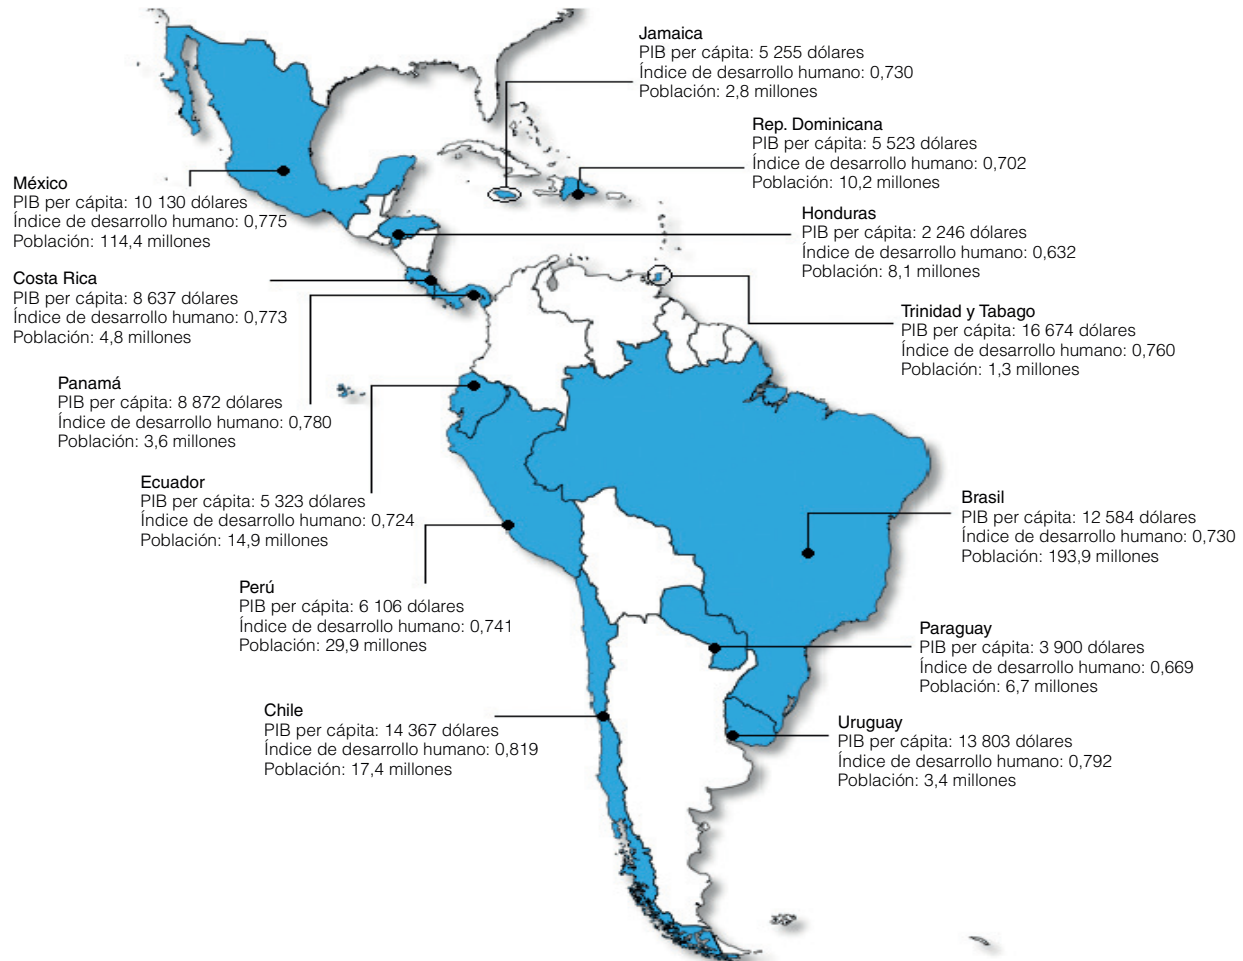 Jamaica
PIB per cápita: 5 255 dólares
Índice de desarrollo humano: 0,730
Población: 2,8 millones
Rep. Dominicana
PIB per cápita: 5 523 dólares
Índice de desarrollo humano: 0,702
Población: 10,2 millones
México
PIB per cápita: 10 130 dólares
Índice de desarrollo humano: 0,775
Población: 114,4 millones
Honduras
PIB per cápita: 2 246 dólares
Índice de desarrollo humano: 0,632
Población: 8,1 millones
Costa Rica
PIB per cápita: 8 637 dólares
Índice de desarrollo humano: 0,773
Población: 4,8 millones
Trinidad y Tabago
PIB per cápita: 16 674 dólares
Índice de desarrollo humano: 0,760
Población: 1,3 millones
Panamá
PIB per cápita: 8 872 dólares
Índice de desarrollo humano: 0,780
Población: 3,6 millones
Ecuador
PIB per cápita: 5 323 dólares
Índice de desarrollo humano: 0,724
Población: 14,9 millones
Brasil
PIB per cápita: 12 584 dólares
Índice de desarrollo humano: 0,730
Población: 193,9 millones
Perú
PIB per cápita: 6 106 dólares
Índice de desarrollo humano: 0,741
Población: 29,9 millones
Paraguay
PIB per cápita: 3 900 dólares
Índice de desarrollo humano: 0,669
Población: 6,7 millones
Chile
PIB per cápita: 14 367 dólares
Índice de desarrollo humano: 0,819
Población: 17,4 millones
Uruguay
PIB per cápita: 13 803 dólares
Índice de desarrollo humano: 0,792
Población: 3,4 millones